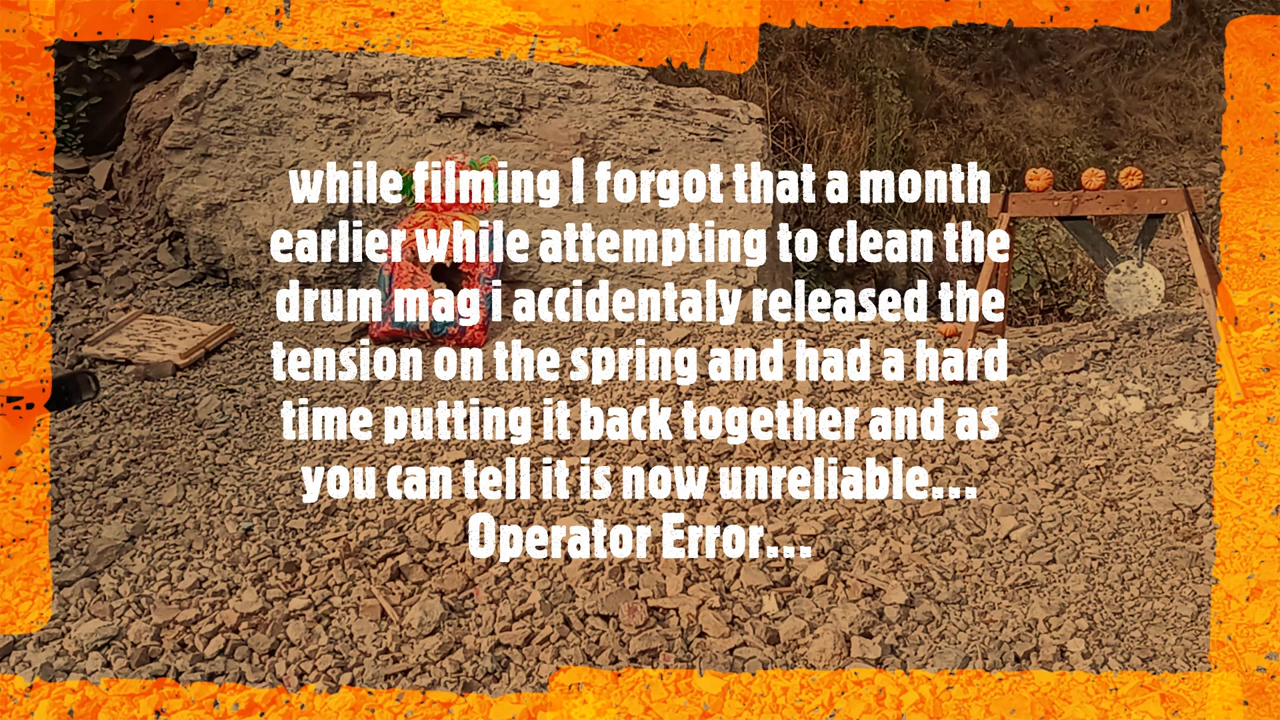 while filming I forgot that a month
earlier while attempting to clean the
drum mag i accidentaly released the
tension on the spring and had a hard
time putting it back together and as
you can tell it is now unreliable...
Operator Error...